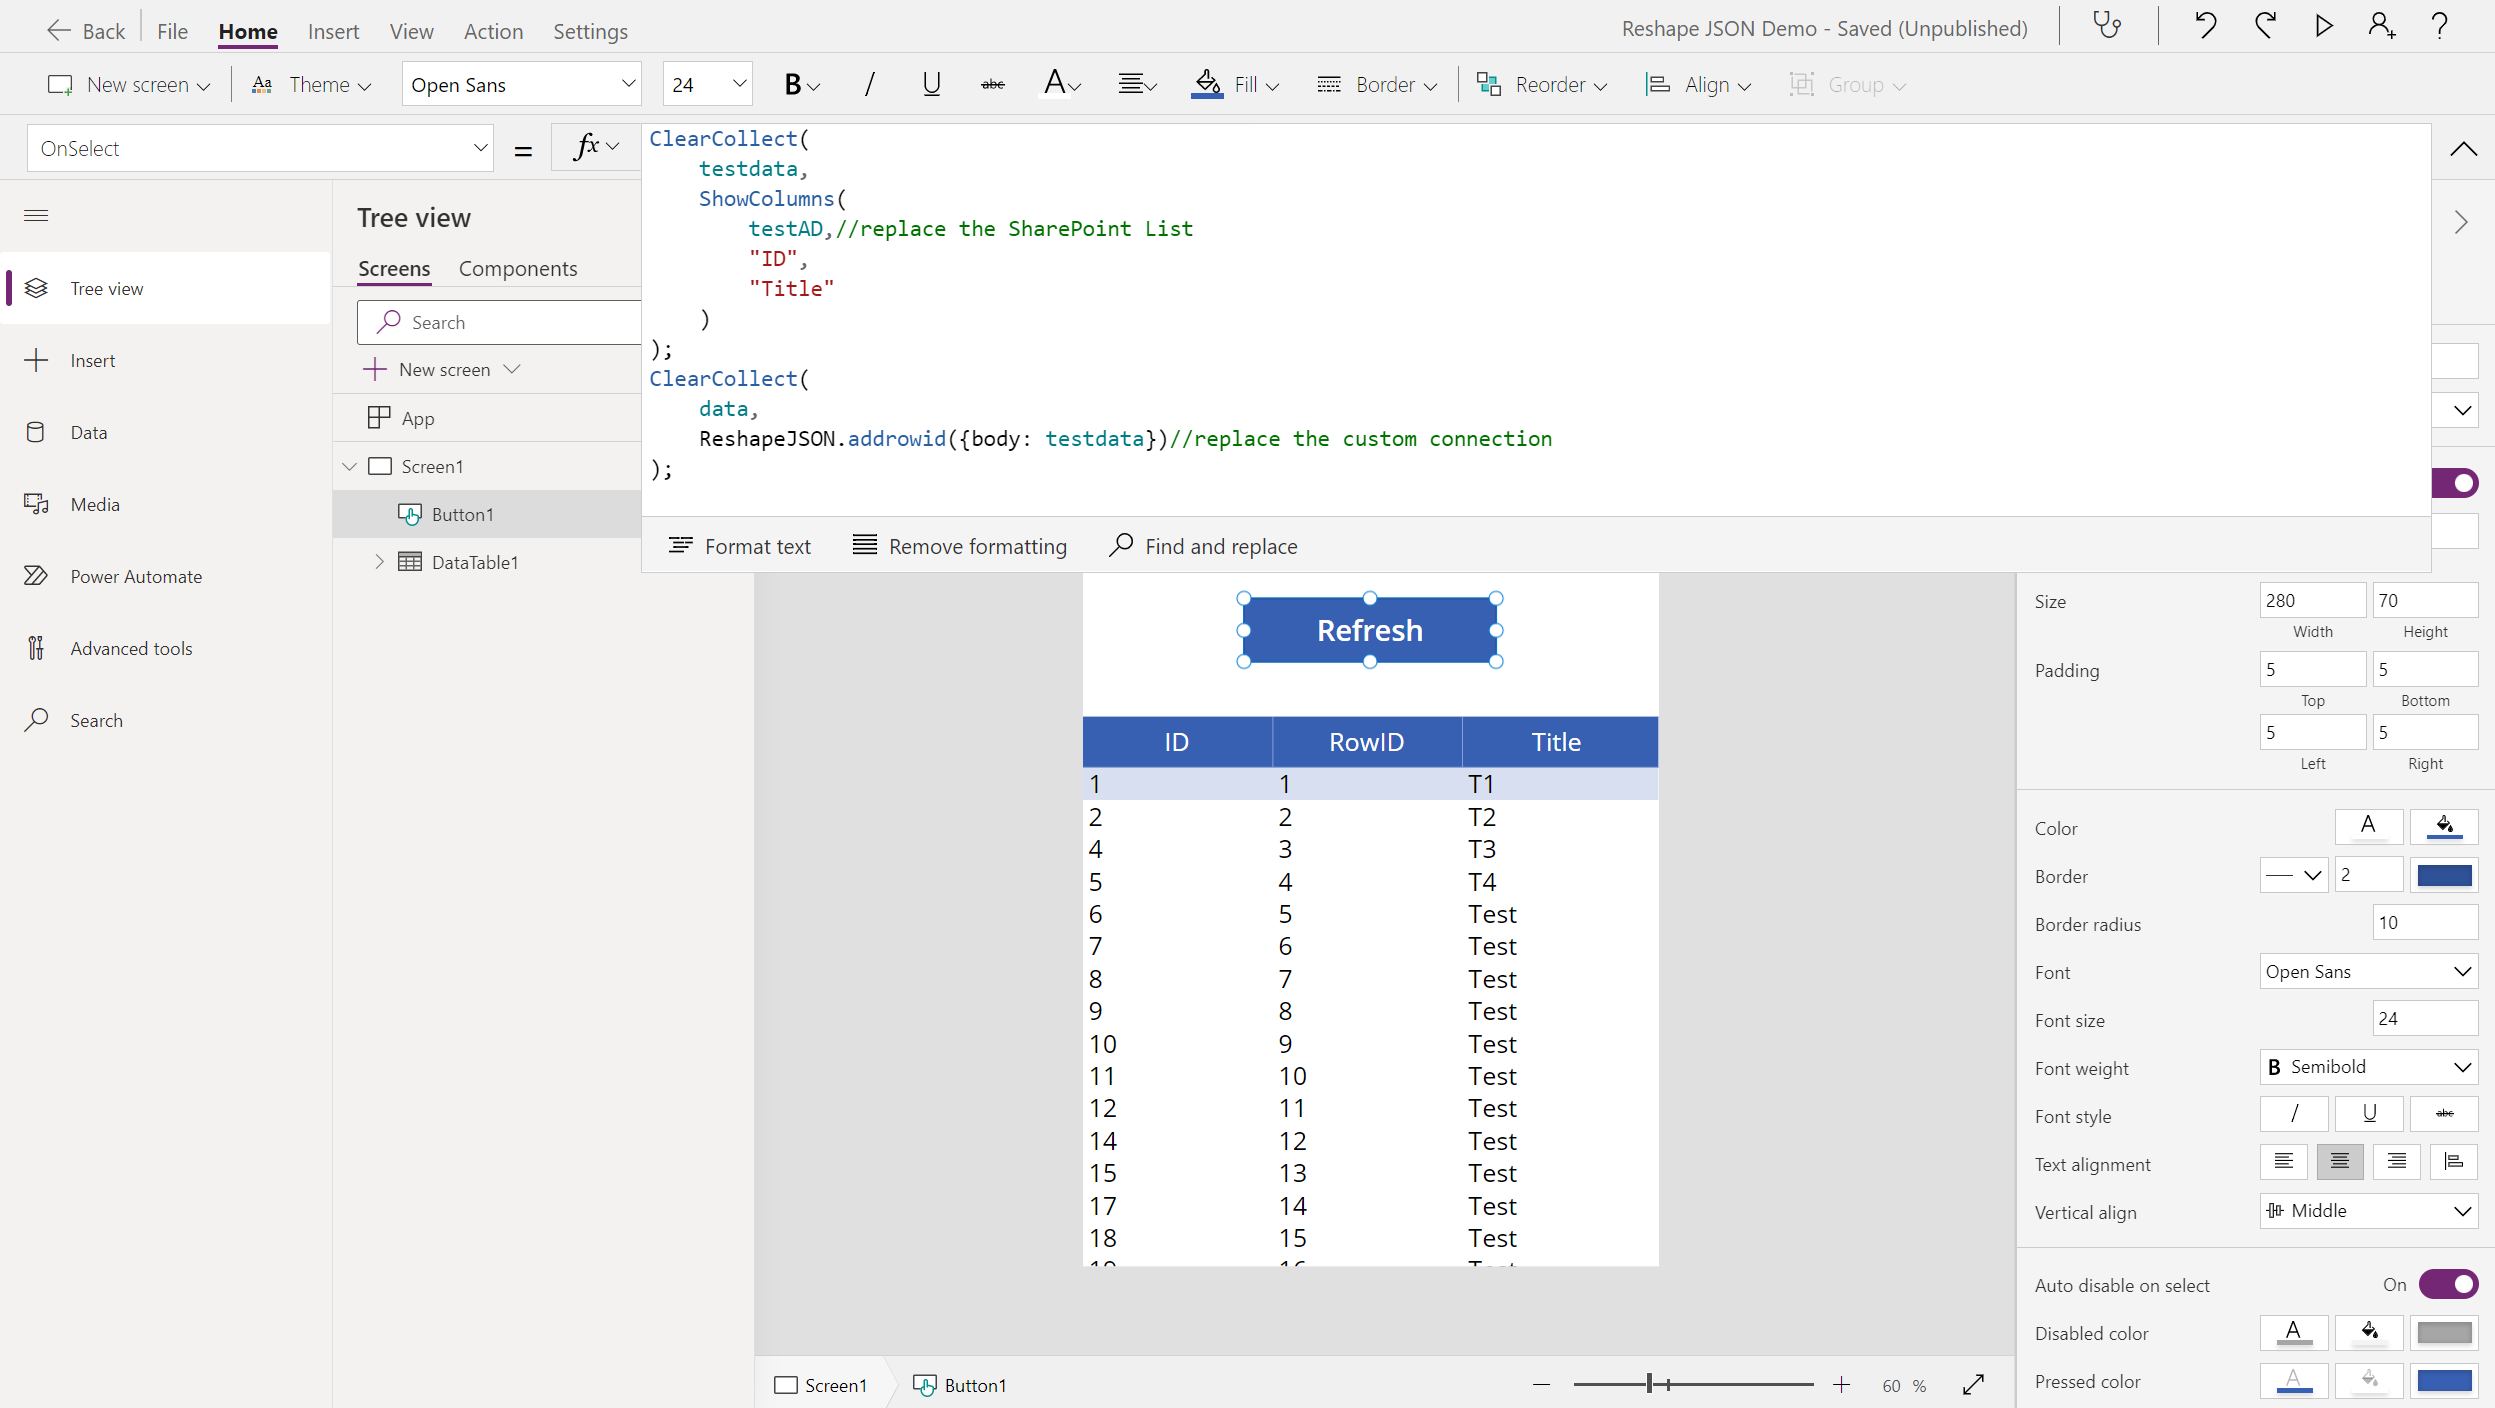 Back File Home Insert View Action Settings Reshape JSON Demo - Saved (Unpublished)
New screen Aa Theme Open Sans 24 B / U abc A Fill Border Reorder Align Group
OnSelect = fx
ClearCollect(
testdata,
ShowColumns(
testAD,//replace the SharePoint List
"ID",
"Title"
)
);
ClearCollect(
data,
ReshapeJSON.addrowid({body: testdata})//replace the custom connection
);
Format text Remove formatting Find and replace
Tree view
Insert
Data
Media
Power Automate
Advanced tools
Search
Tree view
Screens Components
Search
New screen
App
Screen1
Button1
DataTable1
Refresh
ID RowID Title
1 1 T1
2 2 T2
4 3 T3
5 4 T4
6 5 Test
7 6 Test
8 7 Test
9 8 Test
10 9 Test
11 10 Test
12 11 Test
14 12 Test
15 13 Test
17 14 Test
18 15 Test
Screen1 Button1 60 %
Size 280 70
Width Height
Padding 5 5
Top Bottom
5 5
Left Right
Color A
Border 2
Border radius 10
Font Open Sans
Font size 24
Font weight B Semibold
Font style / U abc
Text alignment
Vertical align Middle
Auto disable on select On
Disabled color A
Pressed color A